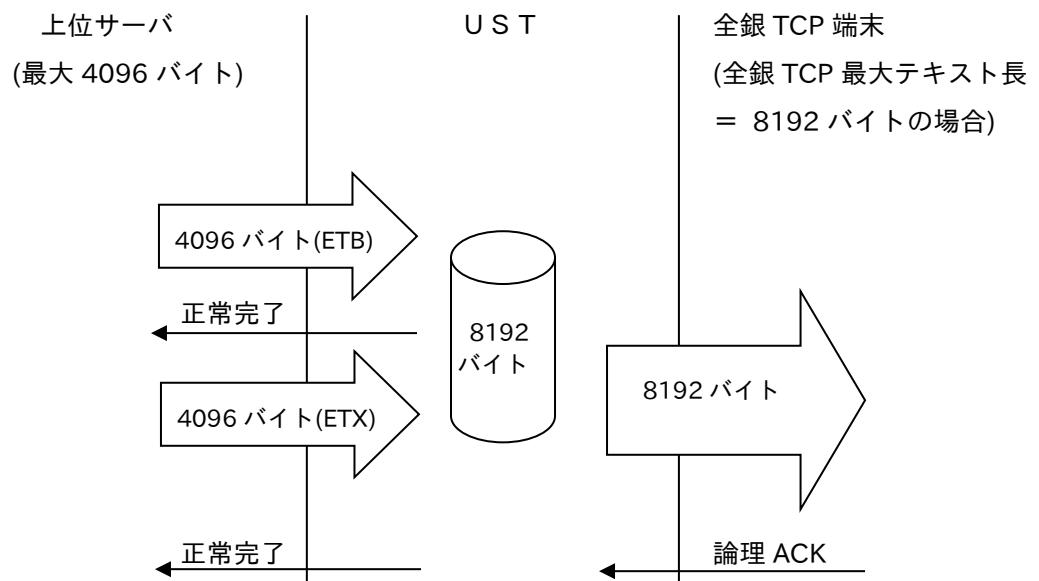 上位サーバ
(最大 4096 バイト)
ＵＳＴ
全銀 TCP 端末
(全銀 TCP 最大テキスト長
＝ 8192 バイトの場合)
4096 バイト(ETB)
正常完了
8192
バイト
4096 バイト(ETX)
8192 バイト
正常完了
論理 ACK